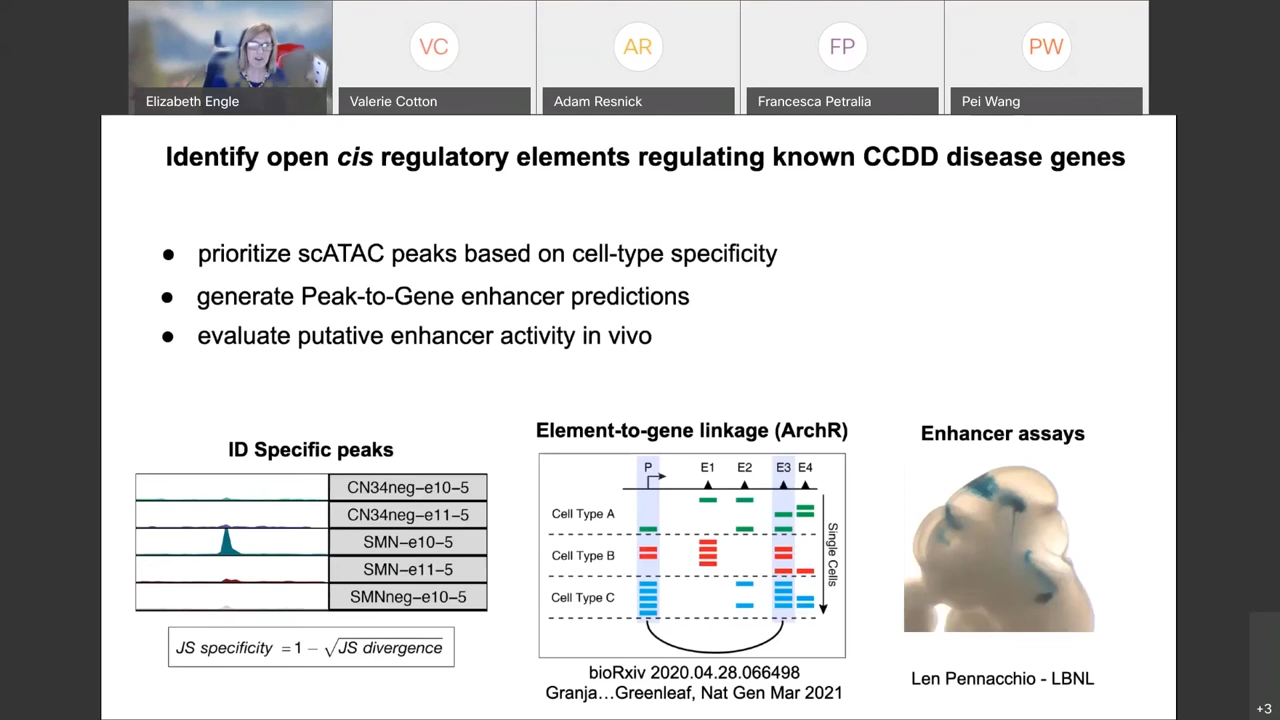 VC
AR
FP
PW
Elizabeth Engle
Valerie Cotton
Adam Resnick
Francesca Petralia
Pei Wang
Identify open cis regulatory elements regulating known CCDD disease genes
● prioritize scATAC peaks based on cell-type specificity
● generate Peak-to-Gene enhancer predictions
● evaluate putative enhancer activity in vivo
ID Specific peaks
CN34neg–e10–5
CN34neg–e11–5
SMN–e10–5
SMN–e11–5
SMNneg–e10–5
JS specificity = 1 − √JS divergence
Element-to-gene linkage (ArchR)
P E1 E2 E3 E4
Cell Type A
Cell Type B
Cell Type C
Single Cells
bioRxiv 2020.04.28.066498
Granja…Greenleaf, Nat Gen Mar 2021
Enhancer assays
Len Pennacchio - LBNL
+3